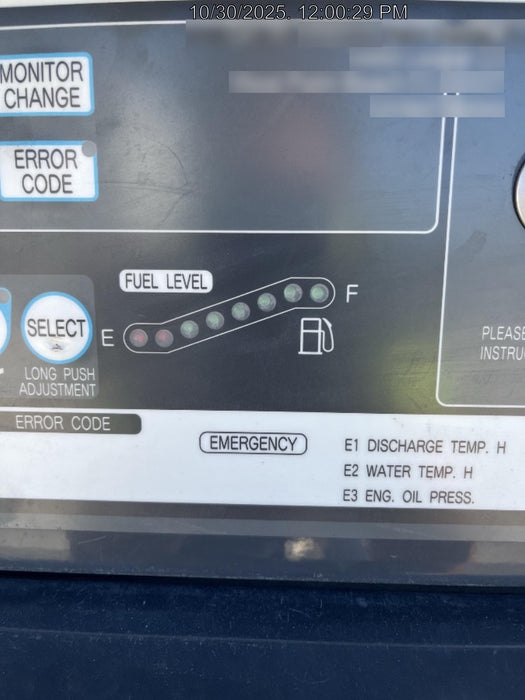 10/30/2025. 12:00:29 PM
MONITOR
CHANGE
ERROR
CODE
FUEL LEVEL
SELECT
E
F
LONG PUSH
ADJUSTMENT
PLEASE
INSTRU
ERROR CODE
EMERGENCY
E1 DISCHARGE TEMP. H
E2 WATER TEMP. H
E3 ENG. OIL PRESS.